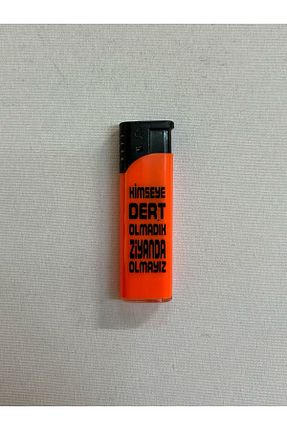 KİMSEYE
DERT
OLMADIK
ZİYANDA
OLMAYIZ